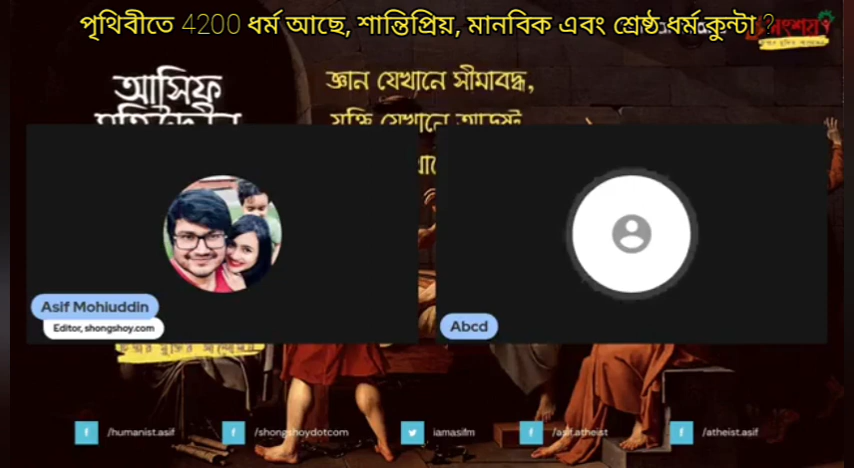 পৃথিবীতে 4200 ধর্ম আছে, শান্তিপ্রিয়, মানবিক এবং শ্রেষ্ঠ ধর্ম কুন্টা ?
আসিফ
জ্ঞান যেখানে সীমাবদ্ধ,
যুক্তি যেখানে আড়ষ্ট
Asif Mohiuddin
Editor, shongshoy.com
Abcd
/humanist.asif
/shongshoydotcom
iamasifm
/asif.atheist
/atheist.asif